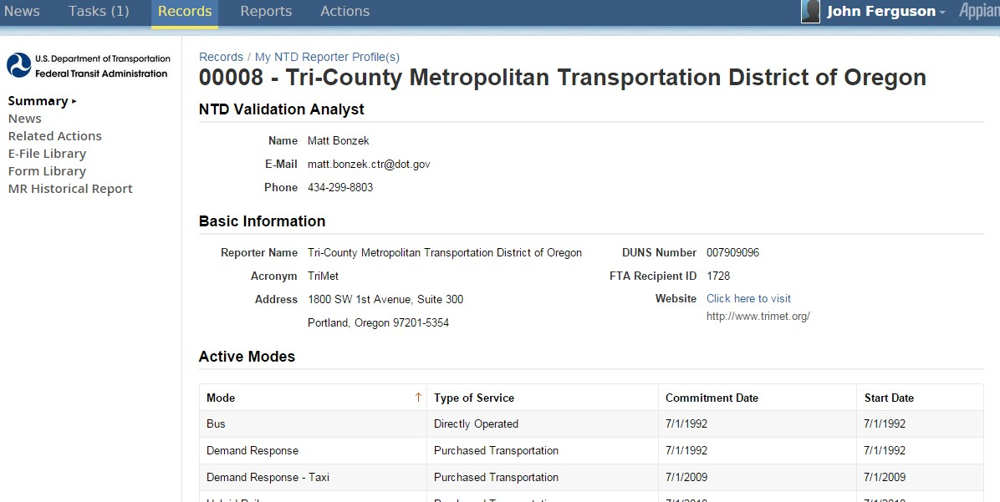 News Tasks (1) Records Reports Actions John Ferguson Appian
U.S. Department of Transportation
Federal Transit Administration
Summary
News
Related Actions
E-File Library
Form Library
MR Historical Report
Records / My NTD Reporter Profile(s)
00008 - Tri-County Metropolitan Transportation District of Oregon
NTD Validation Analyst
Name Matt Bonzek
E-Mail matt.bonzek.ctr@dot.gov
Phone 434-299-8803
Basic Information
Reporter Name Tri-County Metropolitan Transportation District of Oregon DUNS Number 007909096
Acronym TriMet FTA Recipient ID 1728
Address 1800 SW 1st Avenue, Suite 300 Website Click here to visit
http://www.trimet.org/
Portland, Oregon 97201-5354
Active Modes
Mode ↑ Type of Service Commitment Date Start Date
Bus Directly Operated 7/1/1992 7/1/1992
Demand Response Purchased Transportation 7/1/1992 7/1/1992
Demand Response - Taxi Purchased Transportation 7/1/2009 7/1/2009